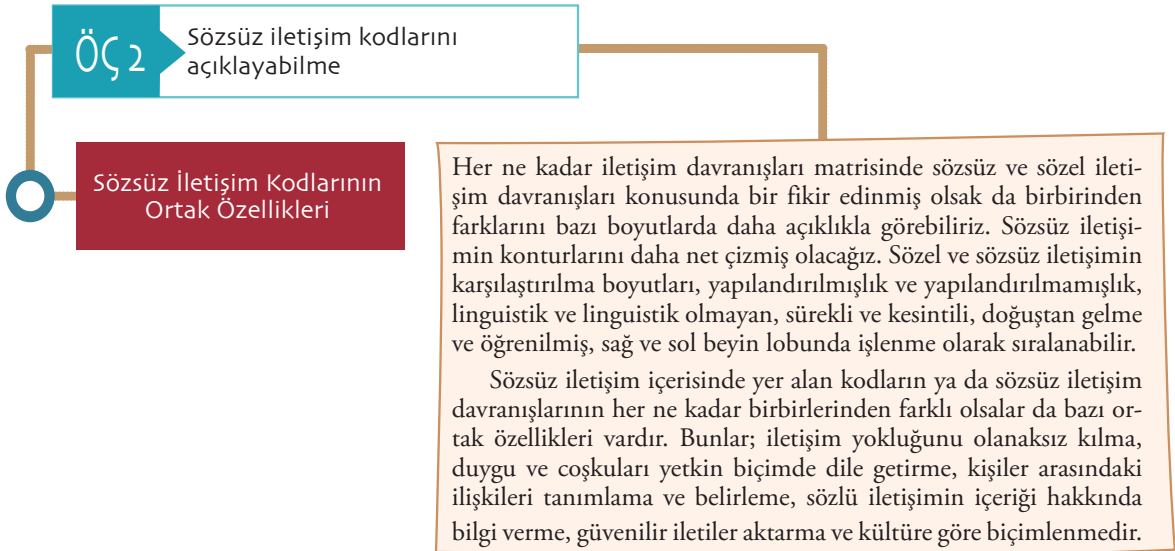 ÖÇ 2
Sözsüz iletişim kodlarını
açıklayabilme
Sözsüz İletişim Kodlarının
Ortak Özellikleri
Her ne kadar iletişim davranışları matrisinde sözsüz ve sözel ileti-
şim davranışları konusunda bir fikir edinmiş olsak da birbirinden
farklarını bazı boyutlarda daha açıklıkla görebiliriz. Sözsüz iletişi-
min konturlarını daha net çizmiş olacağız. Sözel ve sözsüz iletişimin
karşılaştırılma boyutları, yapılandırılmışlık ve yapılandırılmamışlık,
linguistik ve linguistik olmayan, sürekli ve kesintili, doğuştan gelme
ve öğrenilmiş, sağ ve sol beyin lobunda işlenme olarak sıralanabilir.
Sözsüz iletişim içerisinde yer alan kodların ya da sözsüz iletişim
davranışlarının her ne kadar birbirlerinden farklı olsalar da bazı or-
tak özellikleri vardır. Bunlar; iletişim yokluğunu olanaksız kılma,
duygu ve coşkuları yetkin biçimde dile getirme, kişiler arasındaki
ilişkileri tanımlama ve belirleme, sözlü iletişimin içeriği hakkında
bilgi verme, güvenilir iletiler aktarma ve kültüre göre biçimlenmedir.